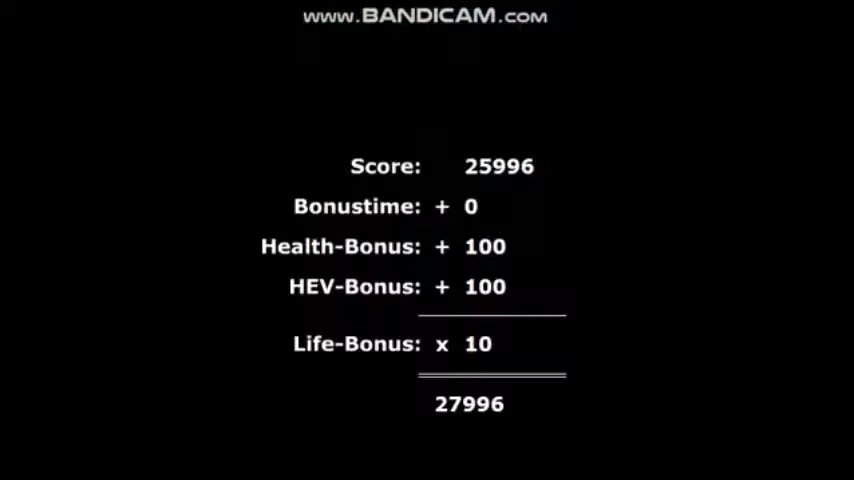 www.BANDICAM.com
Score: 25996
Bonustime: + 0
Health-Bonus: + 100
HEV-Bonus: + 100
Life-Bonus: x 10
27996